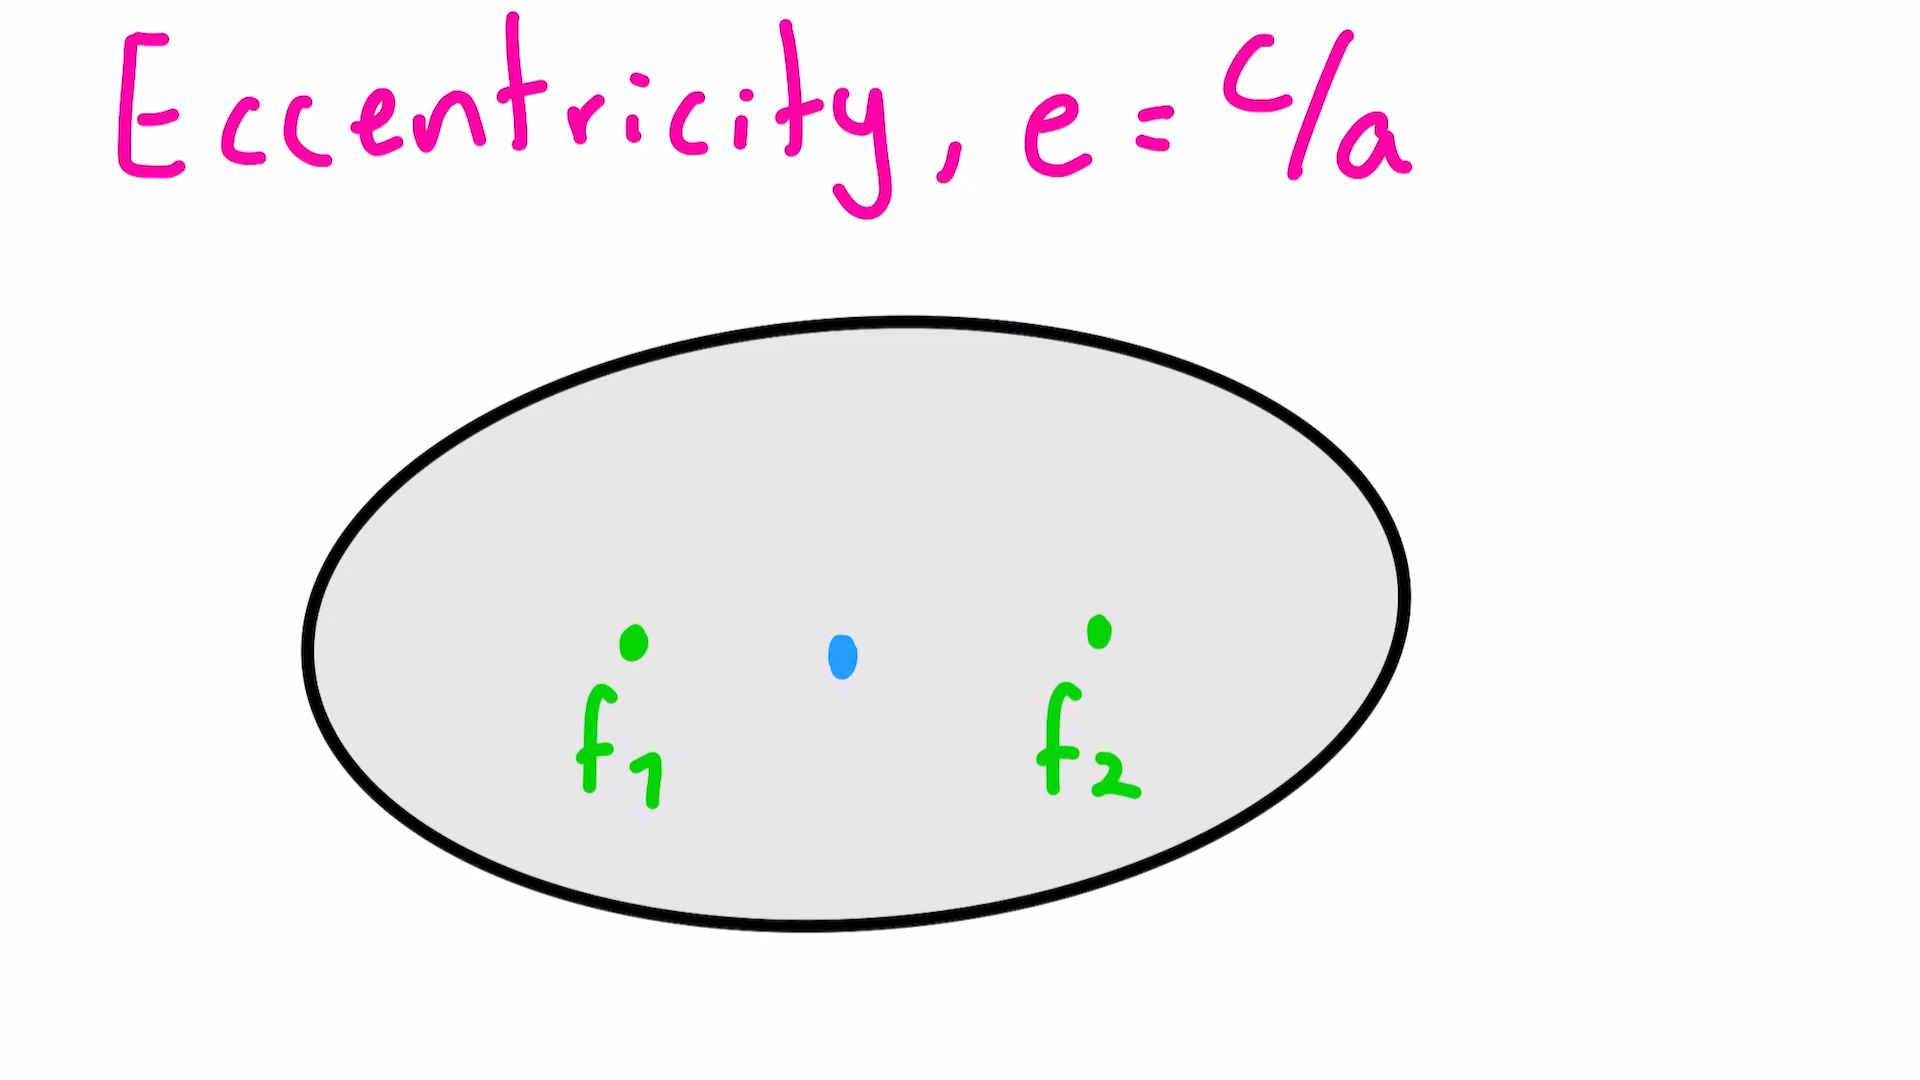 Eccentricity, e = c/a
f1 f2